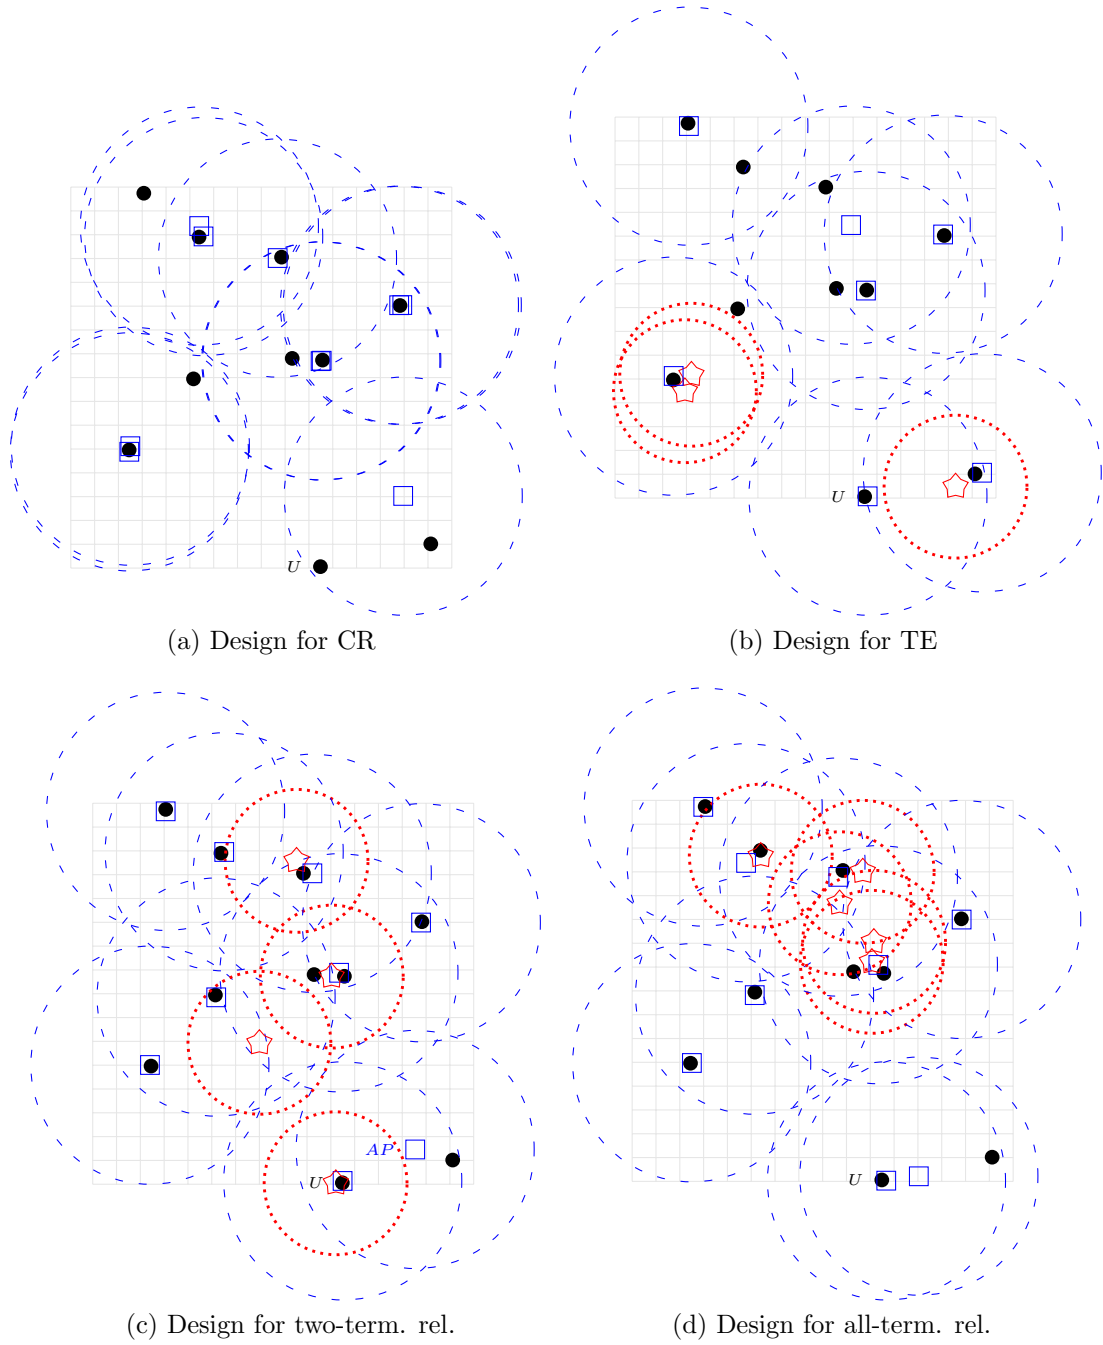 U
(a) Design for CR
U
(b) Design for TE
AP
U
(c) Design for two-term. rel.
U
(d) Design for all-term. rel.